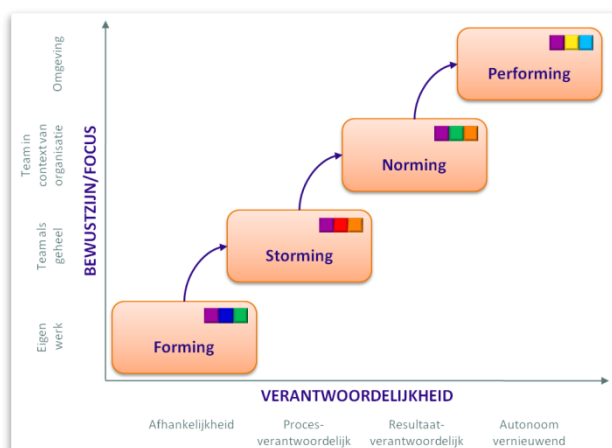 Omgeving
Team in
context van
organisatie
Team als
geheel
Eigen
werk
BEWUSTZIJN/FOCUS
Performing
Norming
Storming
Forming
VERANTWOORDELIJKHEID
Afhankelijkheid
Proces-
verantwoordelijk
Resultaat-
verantwoordelijk
Autonoom
vernieuwend